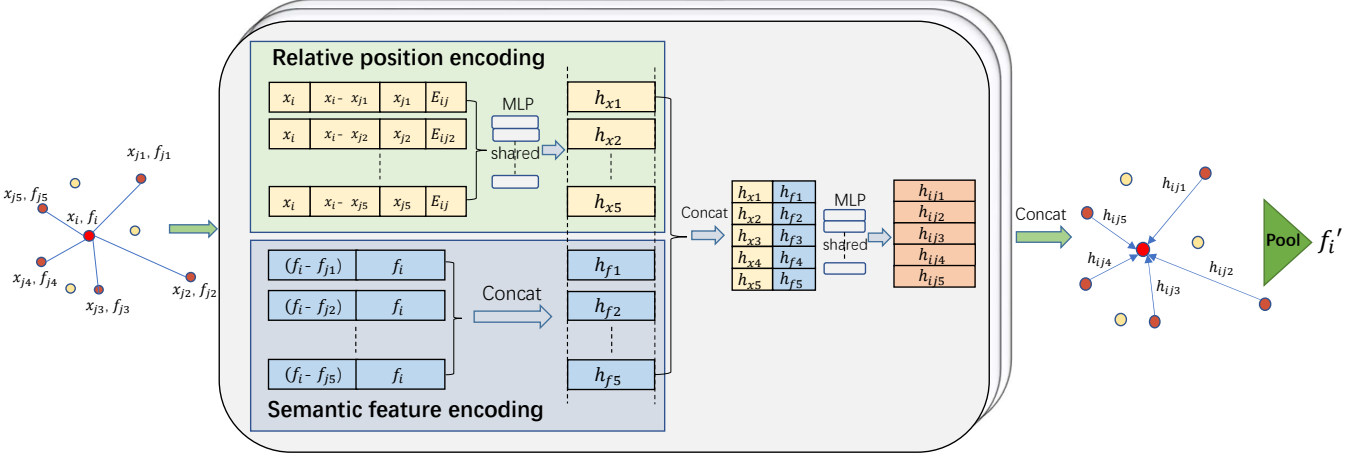 Relative position encoding
x_i x_i - x_{j1} x_{j1} E_{ij}
x_i x_i - x_{j2} x_{j2} E_{ij2}
x_i x_i - x_{j5} x_{j5} E_{ij}
MLP
shared
h_{x1}
h_{x2}
h_{x5}
x_{j1}, f_{j1}
x_{j5}, f_{j5}
x_i, f_i
x_{j4}, f_{j4}
x_{j3}, f_{j3}
x_{j2}, f_{j2}
(f_i - f_{j1}) f_i
(f_i - f_{j2}) f_i
(f_i - f_{j5}) f_i
Concat
h_{f1}
h_{f2}
h_{f5}
Semantic feature encoding
Concat
h_{x1} h_{f1}
h_{x2} h_{f2}
h_{x3} h_{f3}
h_{x4} h_{f4}
h_{x5} h_{f5}
MLP
shared
h_{ij1}
h_{ij2}
h_{ij3}
h_{ij4}
h_{ij5}
Concat
h_{ij1}
h_{ij5}
h_{ij4}
h_{ij3}
h_{ij2}
Pool
f_i'